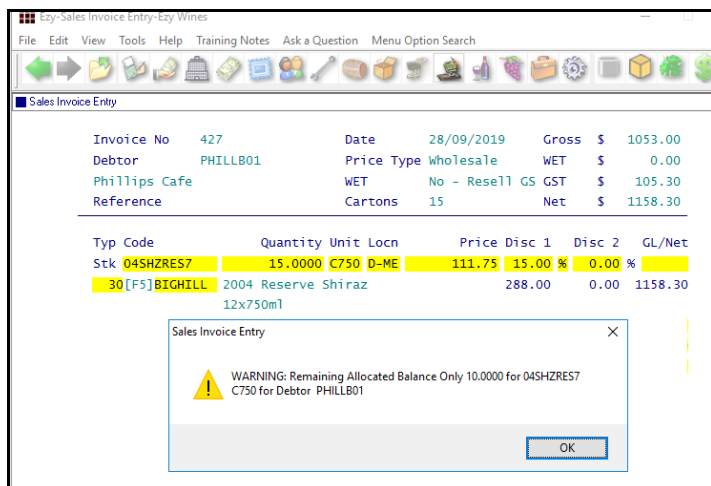 Ezy-Sales Invoice Entry-Ezy Wines
File Edit View Tools Help Training Notes Ask a Question Menu Option Search
Sales Invoice Entry
Invoice No 427 Date 28/09/2019 Gross $ 1053.00
Debtor PHILLB01 Price Type Wholesale WET $ 0.00
Phillips Cafe WET No - Resell GS GST $ 105.30
Reference Cartons 15 Net $ 1158.30
Typ Code Quantity Unit Locn Price Disc 1 Disc 2 GL/Net
Stk 04SHZRES7 15.0000 C750 D-ME 111.75 15.00 % 0.00 %
30[F5]BIGHILL 2004 Reserve Shiraz 288.00 0.00 1158.30
12x750ml
Sales Invoice Entry
WARNING: Remaining Allocated Balance Only 10.0000 for 04SHZRES7
C750 for Debtor PHILLB01
OK